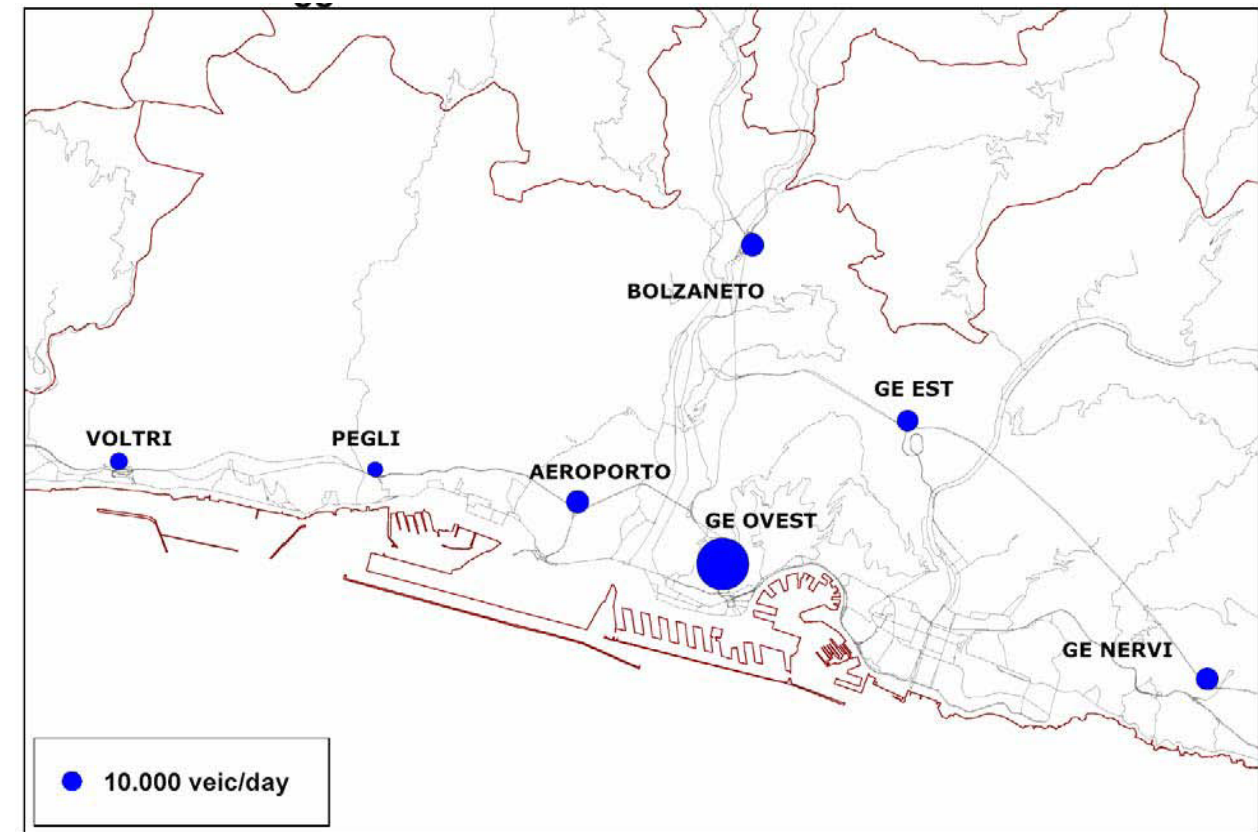 BOLZANETO
GE EST
VOLTRI
PEGLI
AEROPORTO
GE OVEST
GE NERVI
10.000 veic/day